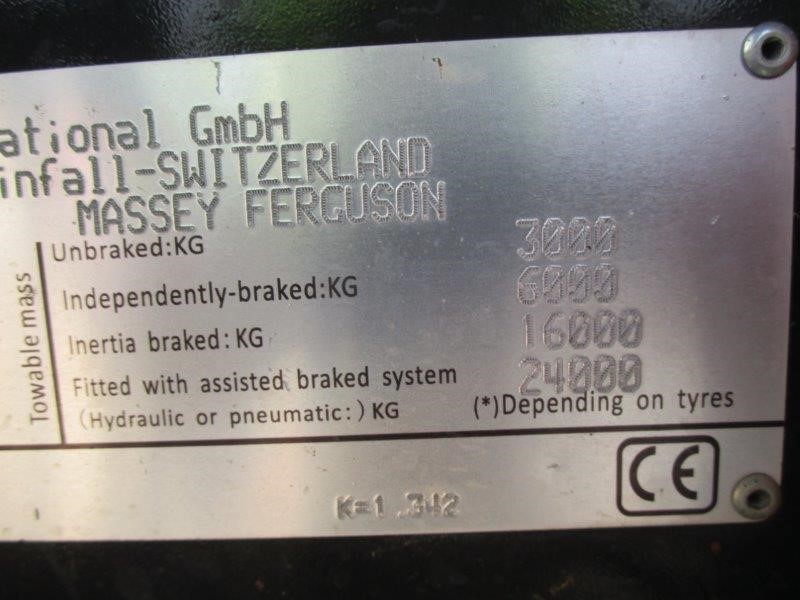 ational GmbH
infall-SWITZERLAND
MASSEY FERGUSON
Towable mass
Unbraked:KG 3000
Independently-braked:KG 6000
Inertia braked: KG 16000
Fitted with assisted braked system 24000
(Hydraulic or pneumatic:) KG (*)Depending on tyres
K=1.342
CE